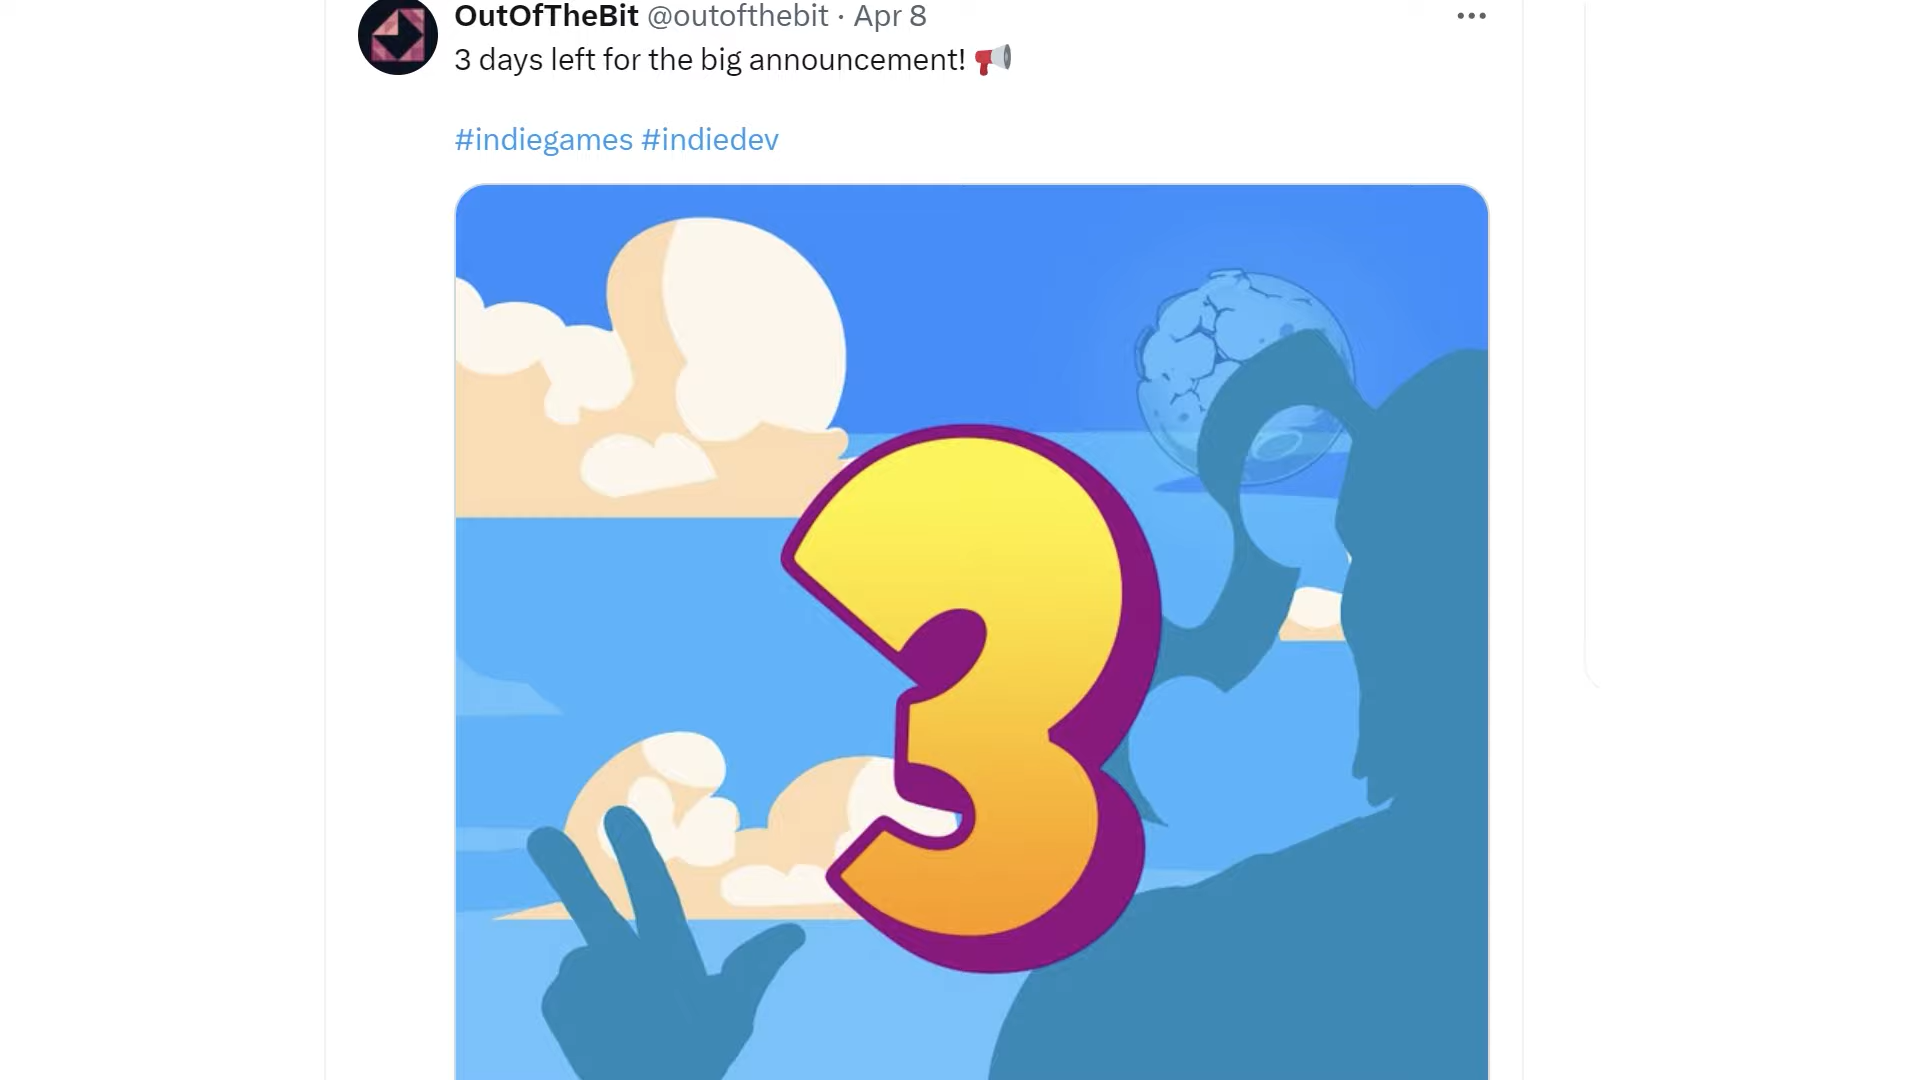 OutOfTheBit @outofthebit · Apr 8
3 days left for the big announcement! 📢
#indiegames #indiedev
3